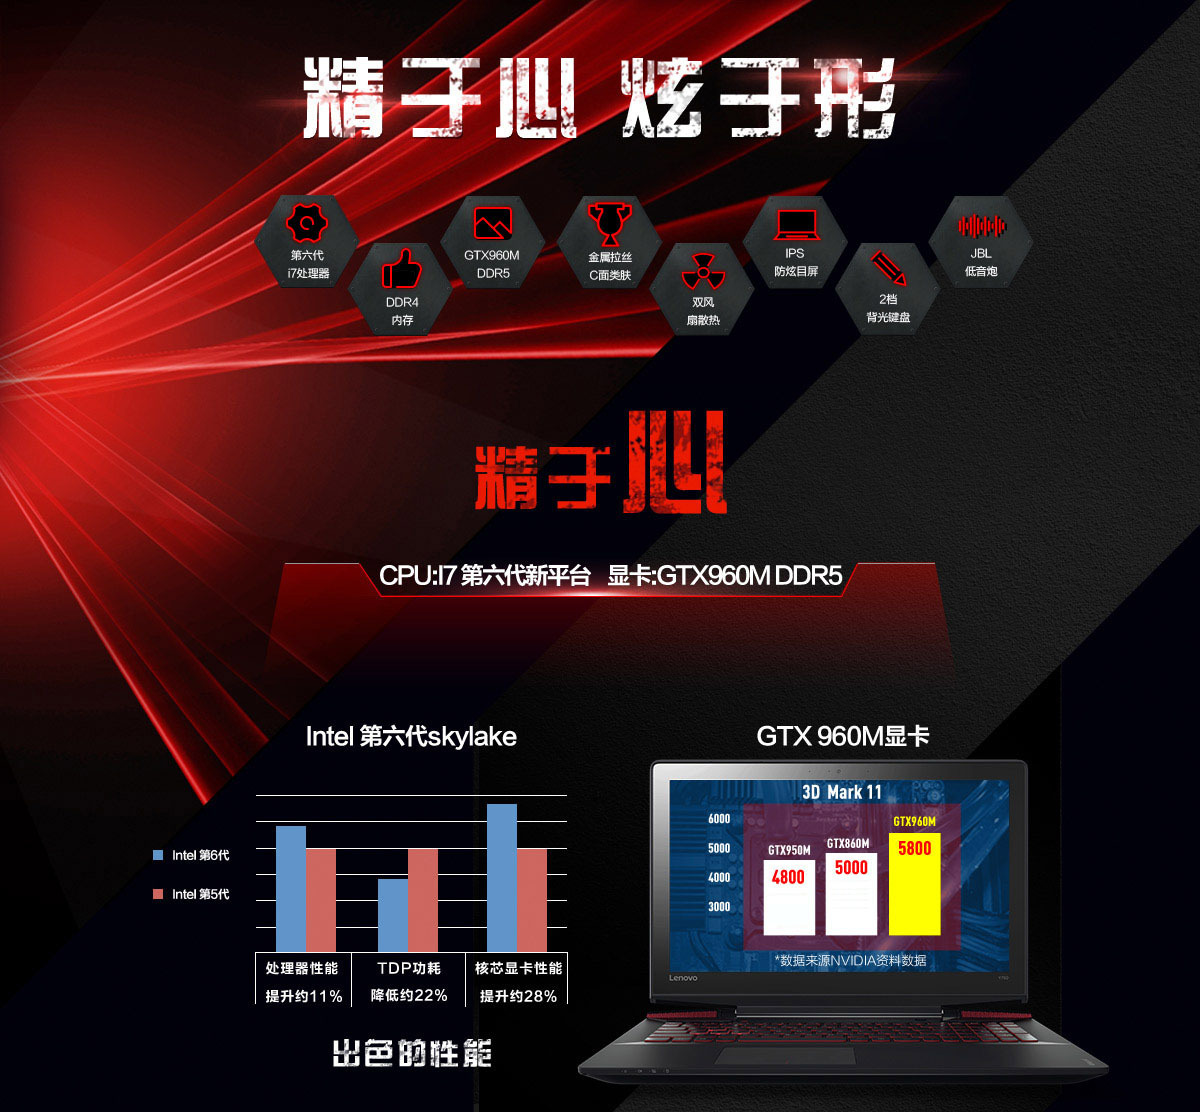 精于心 炫于形
第六代
i7处理器
DDR4
内存
GTX960M
DDR5
金属拉丝
C面类肤
双风
扇散热
IPS
防炫目屏
2档
背光键盘
JBL
低音炮
精于心
CPU:I7 第六代新平台 显卡:GTX960M DDR5
Intel 第六代skylake
Intel 第6代
Intel 第5代
处理器性能
提升约11%
TDP功耗
降低约22%
核芯显卡性能
提升约28%
出色的性能
GTX 960M显卡
3D Mark 11
6000
5000
4000
3000
GTX950M
4800
GTX860M
5000
GTX960M
5800
*数据来源NVIDIA资料数据
Lenovo